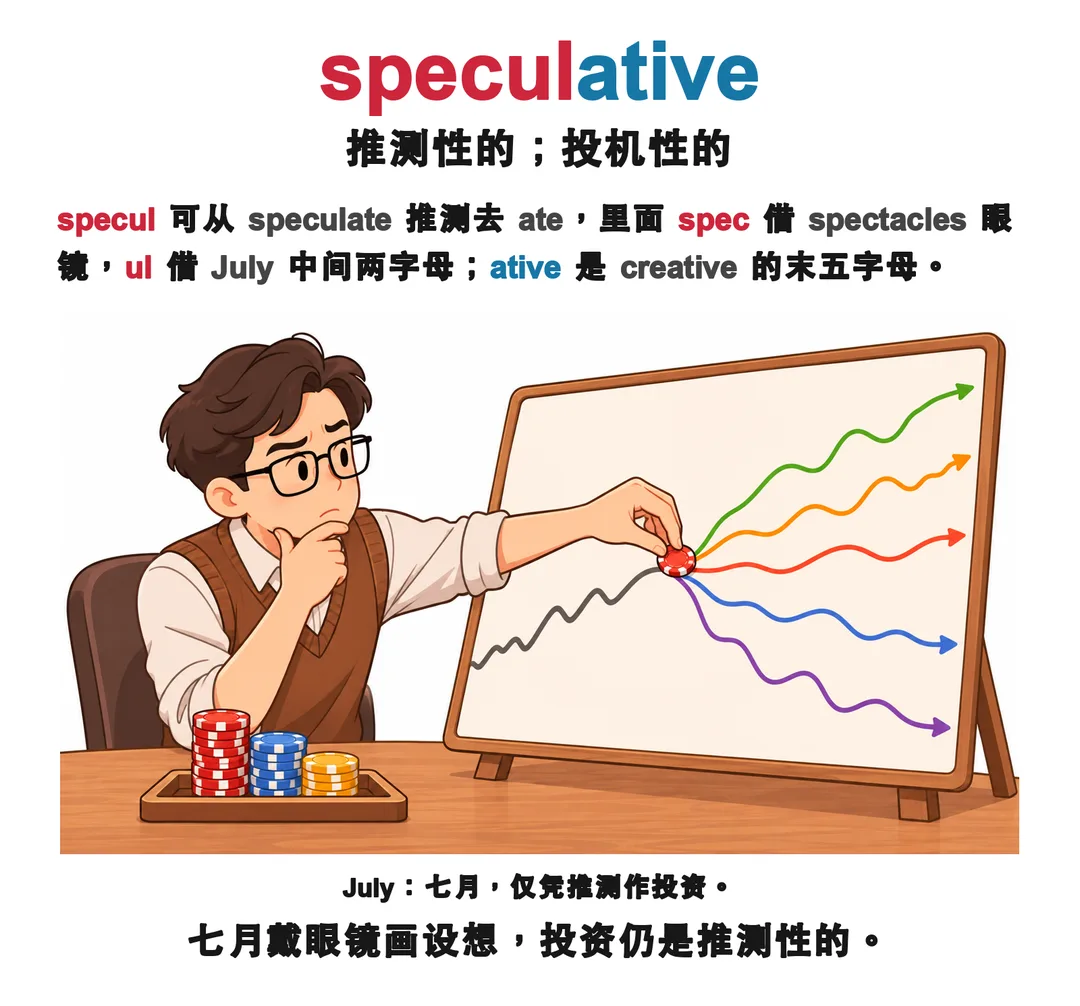 speculative
推测性的；投机性的
specul 可从 speculate 推测去 ate，里面 spec 借 spectacles 眼
镜，ul 借 July 中间两字母；ative 是 creative 的末五字母。
July：七月，仅凭推测作投资。
七月戴眼镜画设想，投资仍是推测性的。